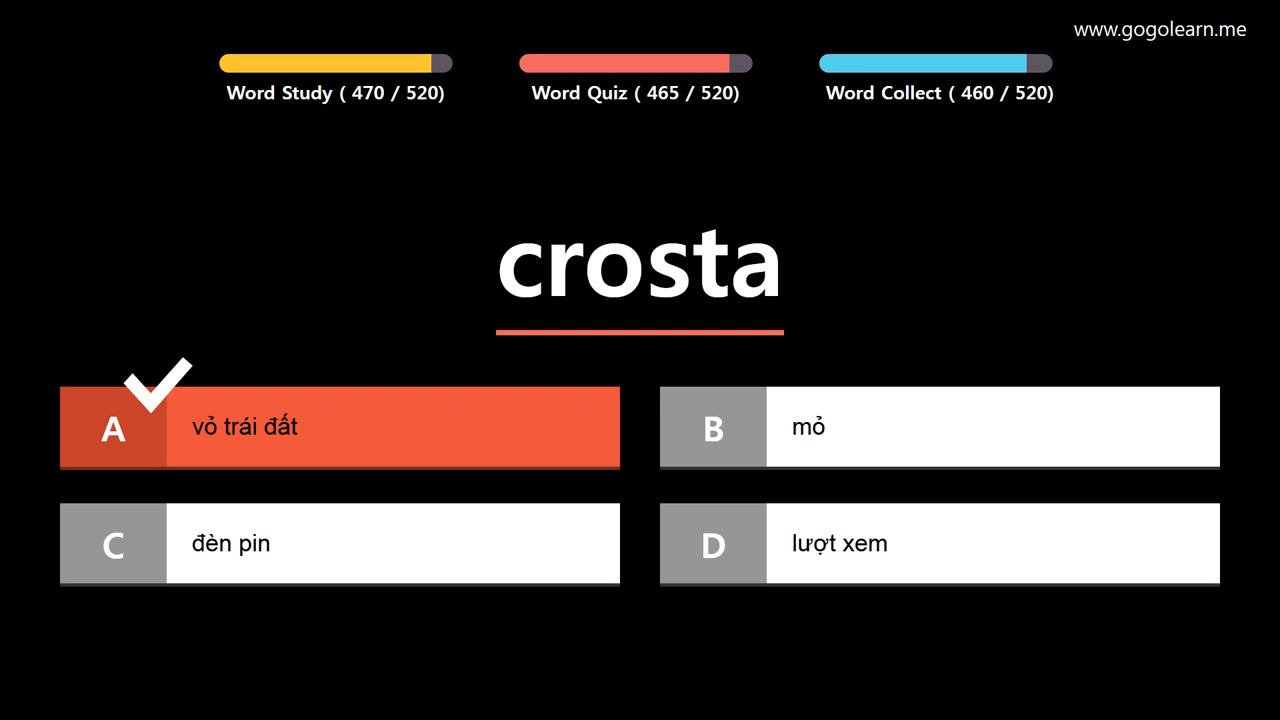 www.gogolearn.me
Word Study ( 470 / 520)
Word Quiz ( 465 / 520)
Word Collect ( 460 / 520)
crosta
A vỏ trái đất
B mỏ
C đèn pin
D lượt xem